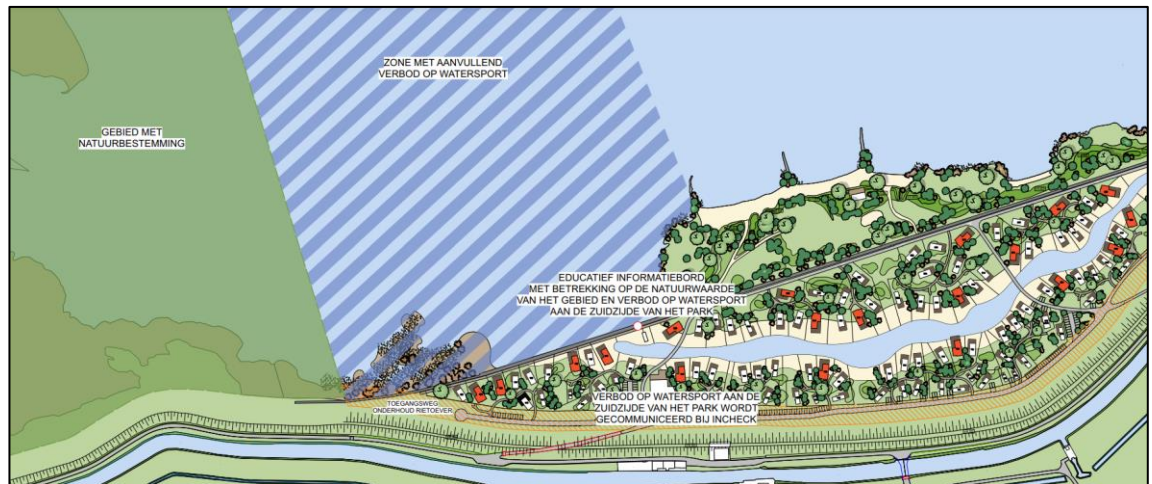 ZONE MET AANVULLEND
VERBOD OP WATERSPORT
GEBIED MET
NATUURBESTEMMING
EDUCATIEF INFORMATIEBORD
MET BETREKKING OP DE NATUURWAARDE
VAN HET GEBIED EN VERBOD OP WATERSPORT
AAN DE ZUIDZIJDE VAN HET PARK
TOEGANGSWEG
ONDERHOUD RIETOEVER
VERBOD OP WATERSPORT AAN DE
ZUIDZIJDE VAN HET PARK WORDT
GECOMMUNICEERD BIJ INCHECK